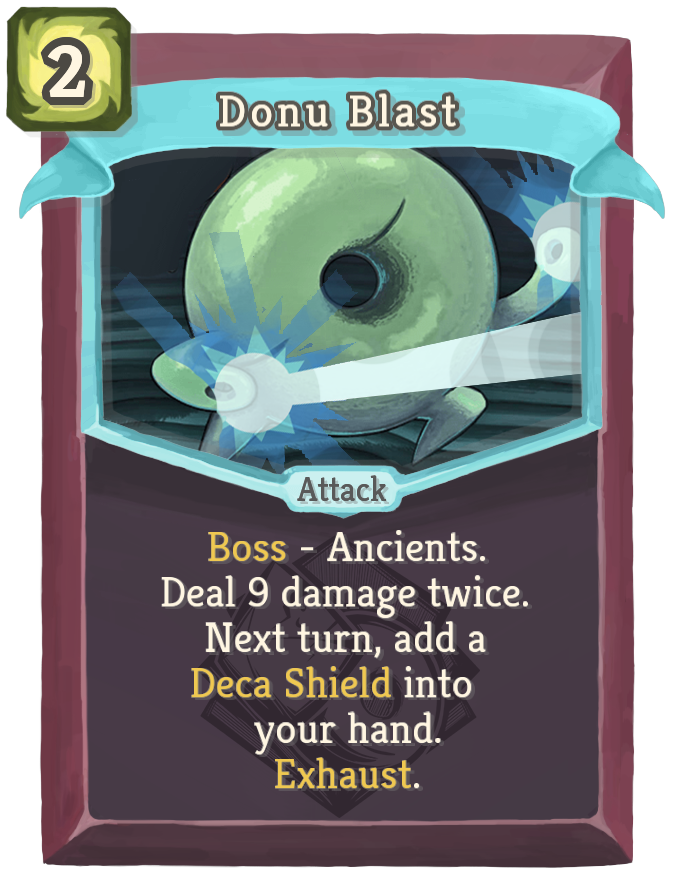 2
Donu Blast
Attack
Boss - Ancients.
Deal 9 damage twice.
Next turn, add a
Deca Shield into
your hand.
Exhaust.